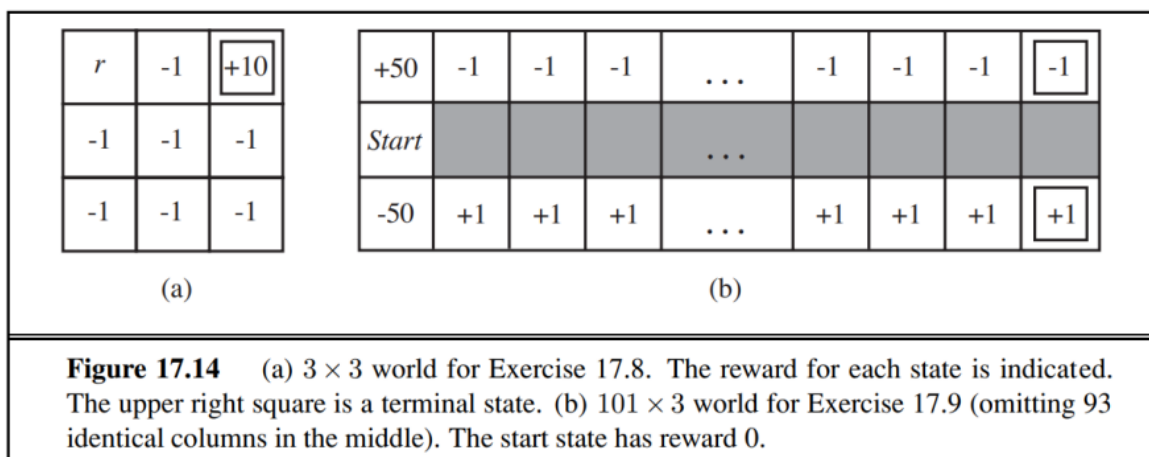 r -1 +10
-1 -1 -1
-1 -1 -1
(a)
+50 -1 -1 -1 ... -1 -1 -1 -1
Start ...
-50 +1 +1 +1 ... +1 +1 +1 +1
(b)
Figure 17.14 (a) 3 × 3 world for Exercise 17.8. The reward for each state is indicated.
The upper right square is a terminal state. (b) 101 × 3 world for Exercise 17.9 (omitting 93
identical columns in the middle). The start state has reward 0.